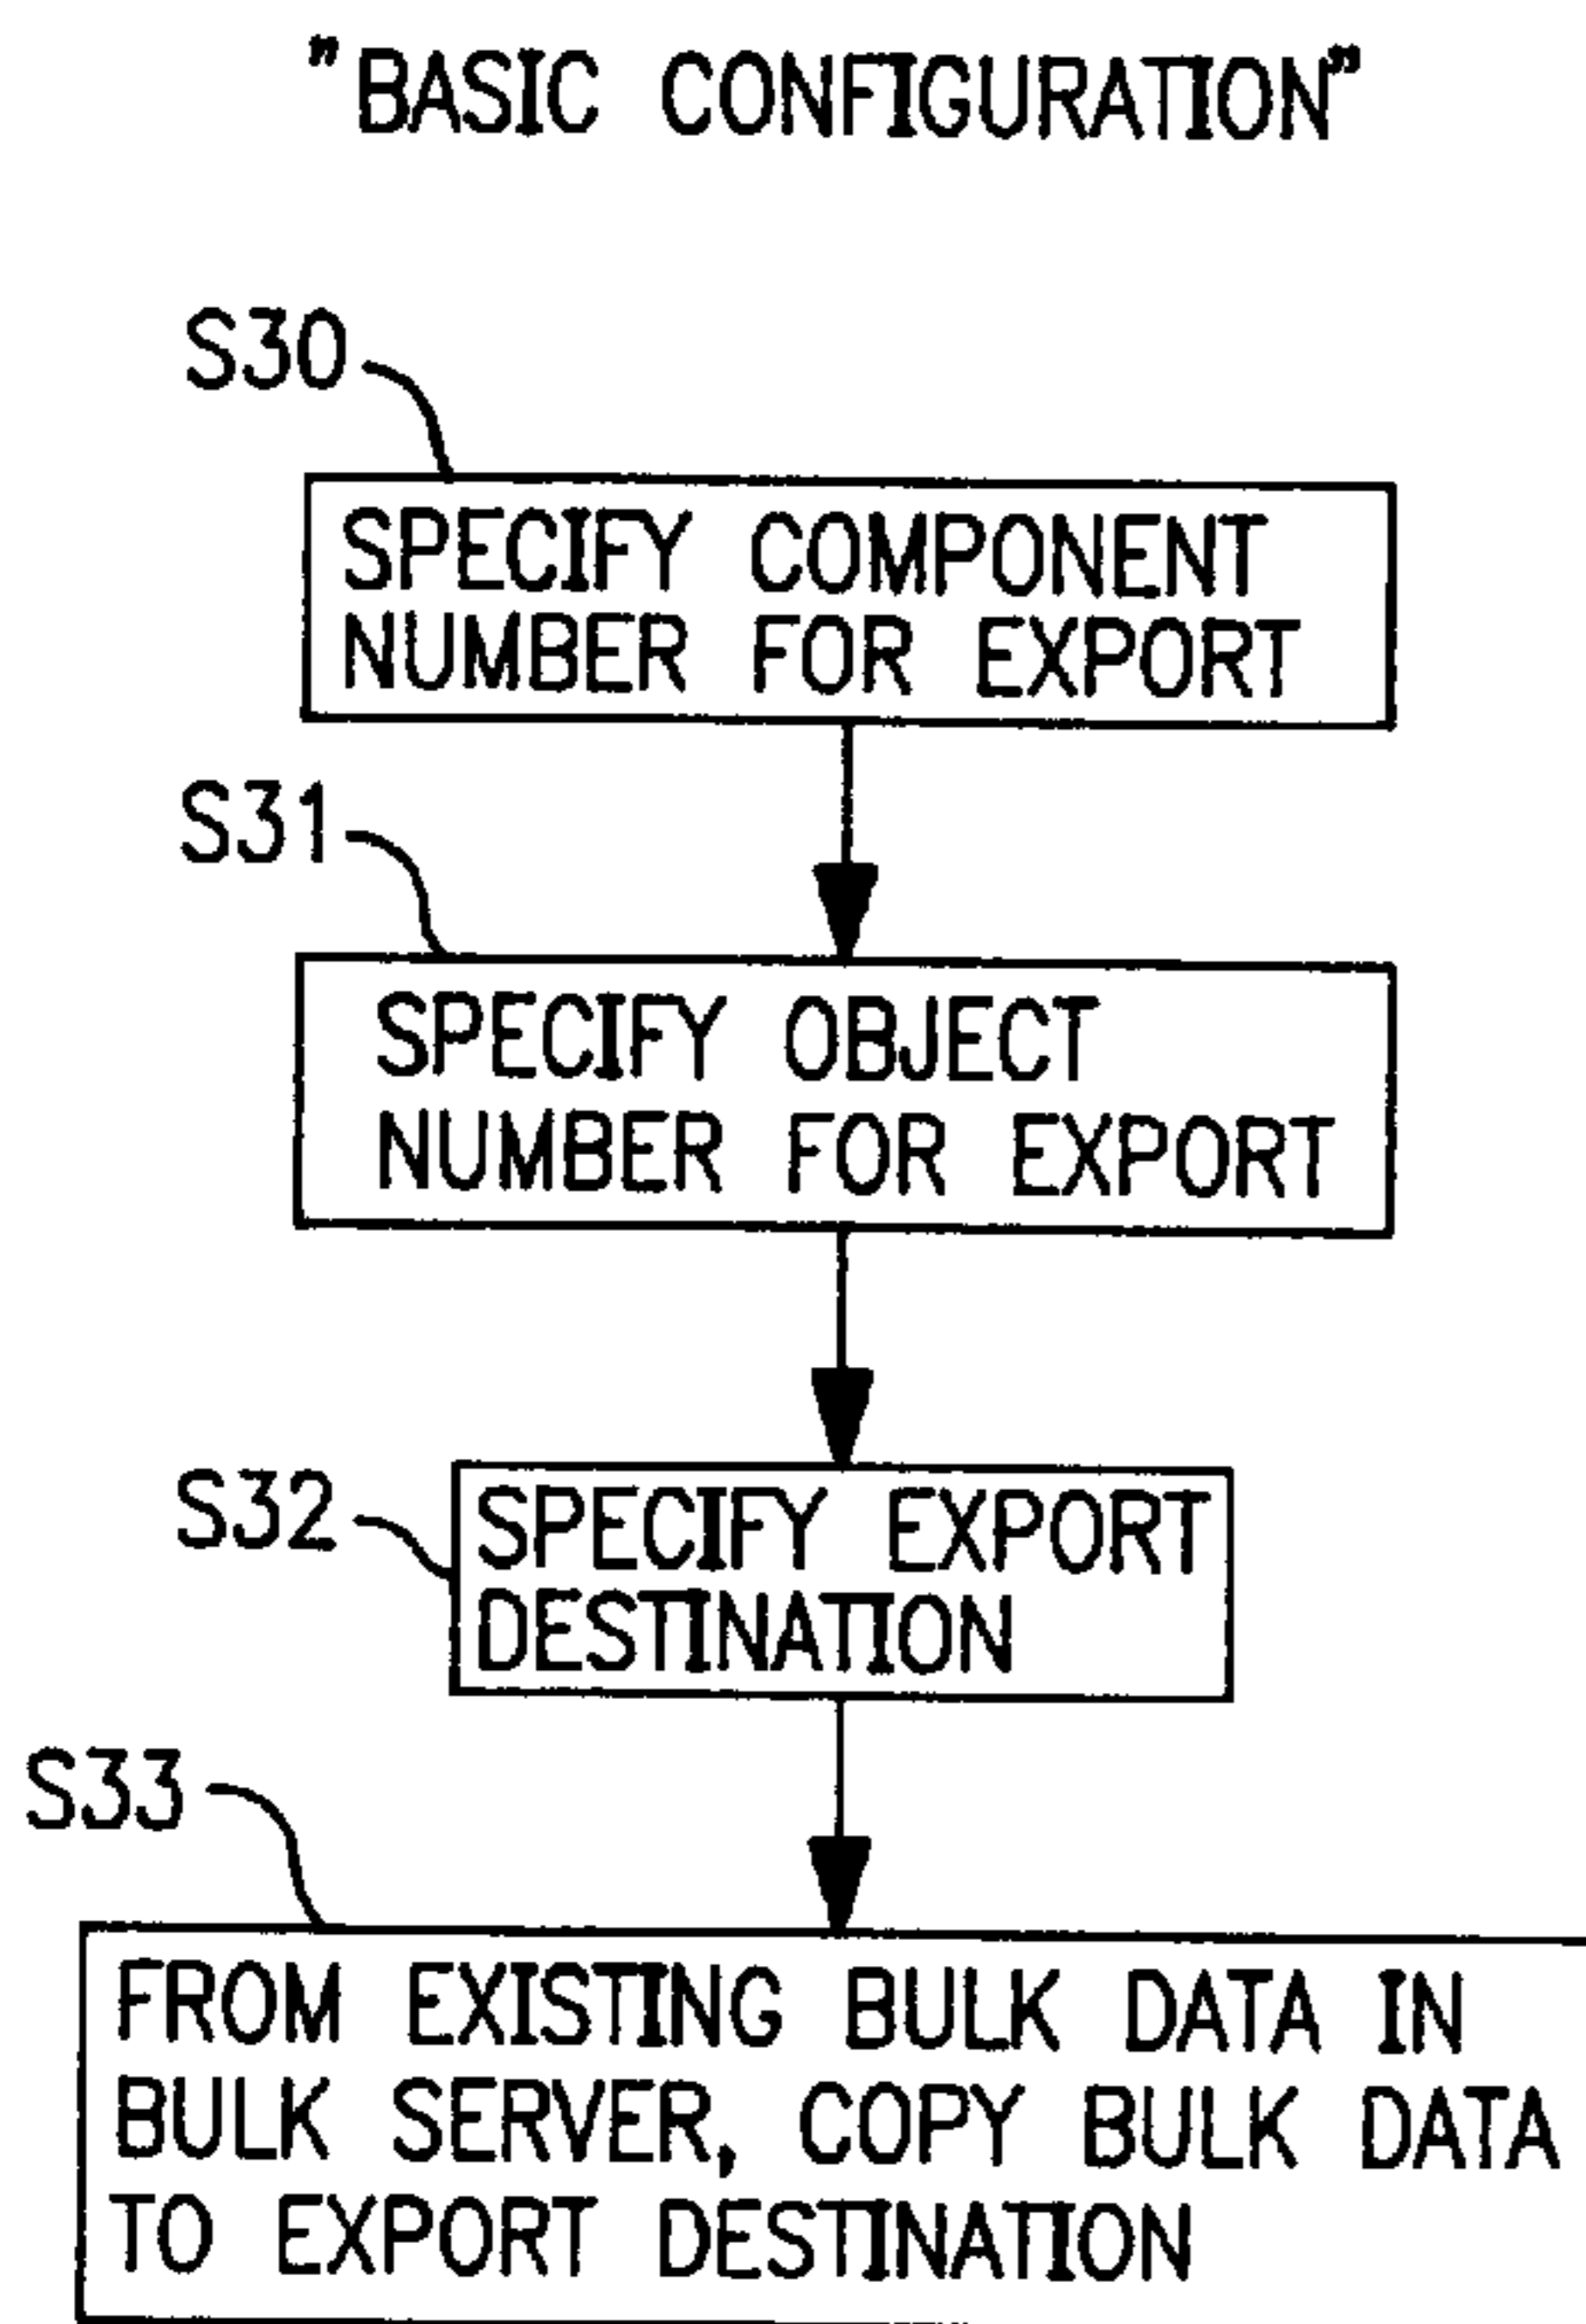 "BASIC CONFIGURATION"
S30
SPECIFY COMPONENT
NUMBER FOR EXPORT
S31
SPECIFY OBJECT
NUMBER FOR EXPORT
S32
SPECIFY EXPORT
DESTINATION
S33
FROM EXISTING BULK DATA IN
BULK SERVER, COPY BULK DATA
TO EXPORT DESTINATION